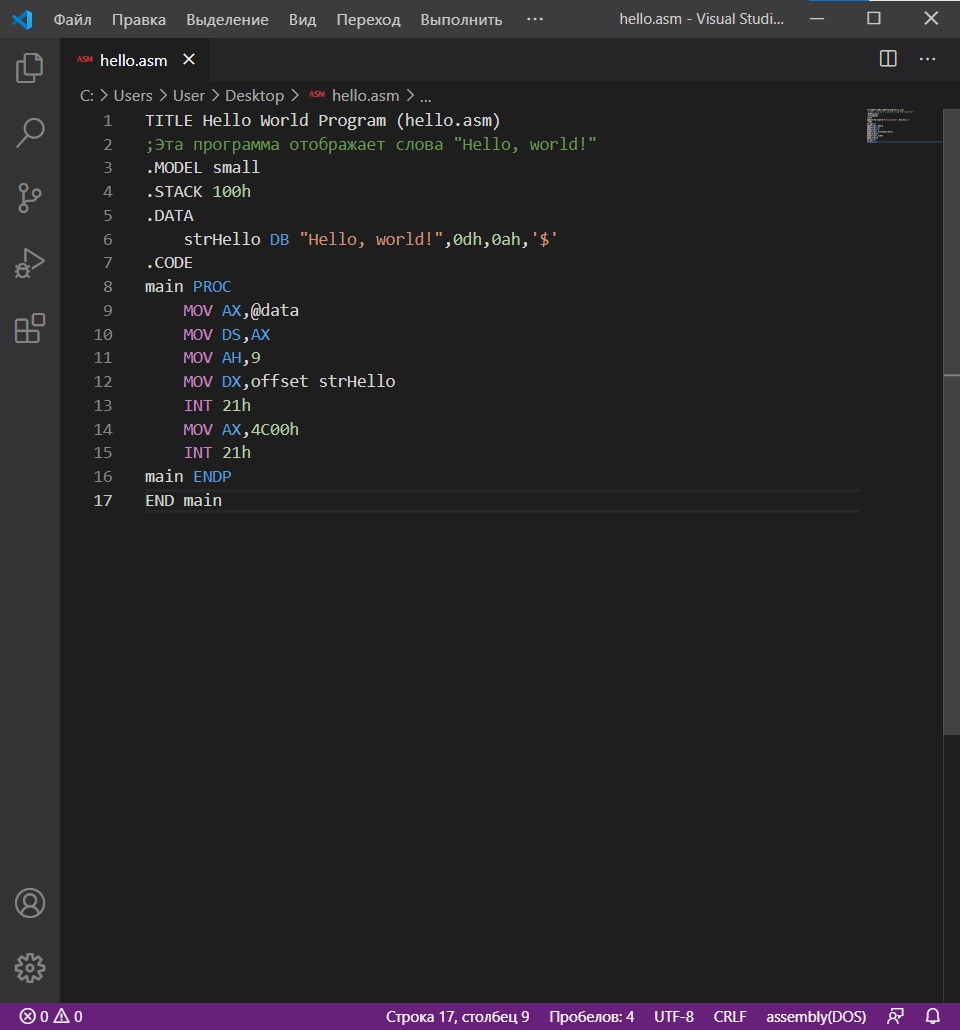 Файл Правка Выделение Вид Переход Выполнить ··· hello.asm - Visual Studi...
ASM hello.asm
C: > Users > User > Desktop > ASM hello.asm > ...
1 TITLE Hello World Program (hello.asm)
2 ;Эта программа отображает слова "Hello, world!"
3 .MODEL small
4 .STACK 100h
5 .DATA
6 strHello DB "Hello, world!",0dh,0ah,'$'
7 .CODE
8 main PROC
9 MOV AX,@data
10 MOV DS,AX
11 MOV AH,9
12 MOV DX,offset strHello
13 INT 21h
14 MOV AX,4C00h
15 INT 21h
16 main ENDP
17 END main
0 0 Строка 17, столбец 9 Пробелов: 4 UTF-8 CRLF assembly(DOS)